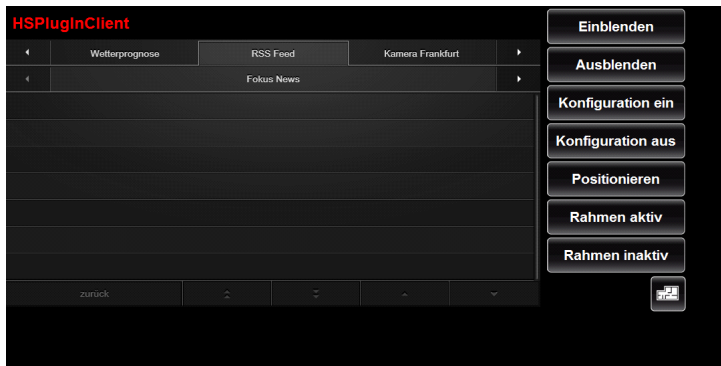 HSPlugInClient
Wetterprognose RSS Feed Kamera Frankfurt
Fokus News
zurück
Einblenden
Ausblenden
Konfiguration ein
Konfiguration aus
Positionieren
Rahmen aktiv
Rahmen inaktiv